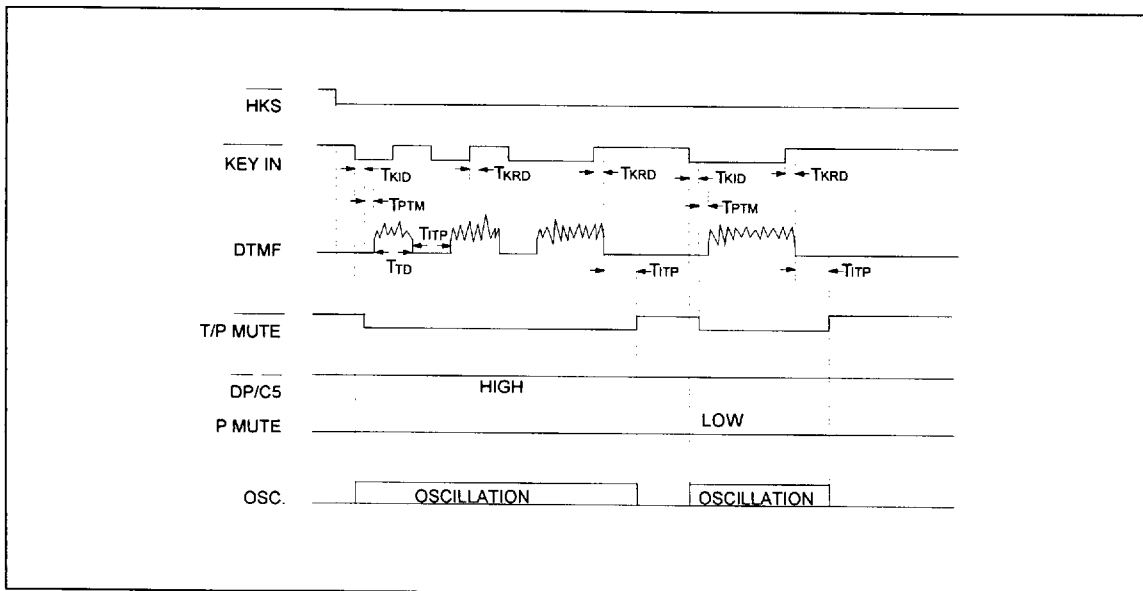 HKS
KEY IN
TKID TKRD TKRD TKID TKRD
TPTM TPTM
DTMF
TITP
TTD TITP TITP
T/P MUTE
DP/C5 HIGH
P MUTE LOW
OSC. OSCILLATION OSCILLATION